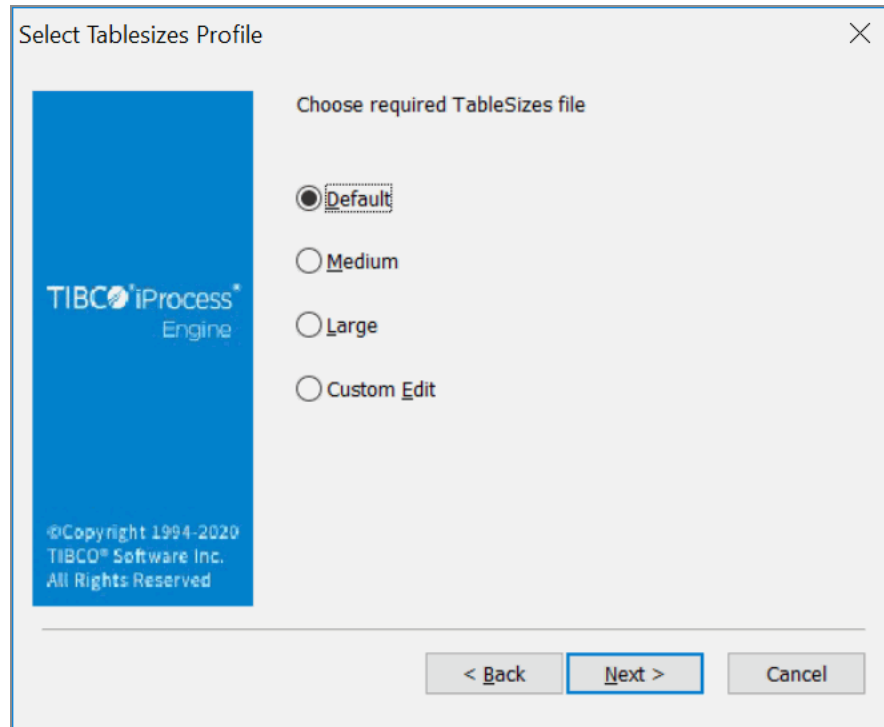 Select Tablesizes Profile
Choose required TableSizes file
Default
Medium
Large
Custom Edit
TIBCO® iProcess®
Engine
©Copyright 1994-2020
TIBCO® Software Inc.
All Rights Reserved
< Back
Next >
Cancel